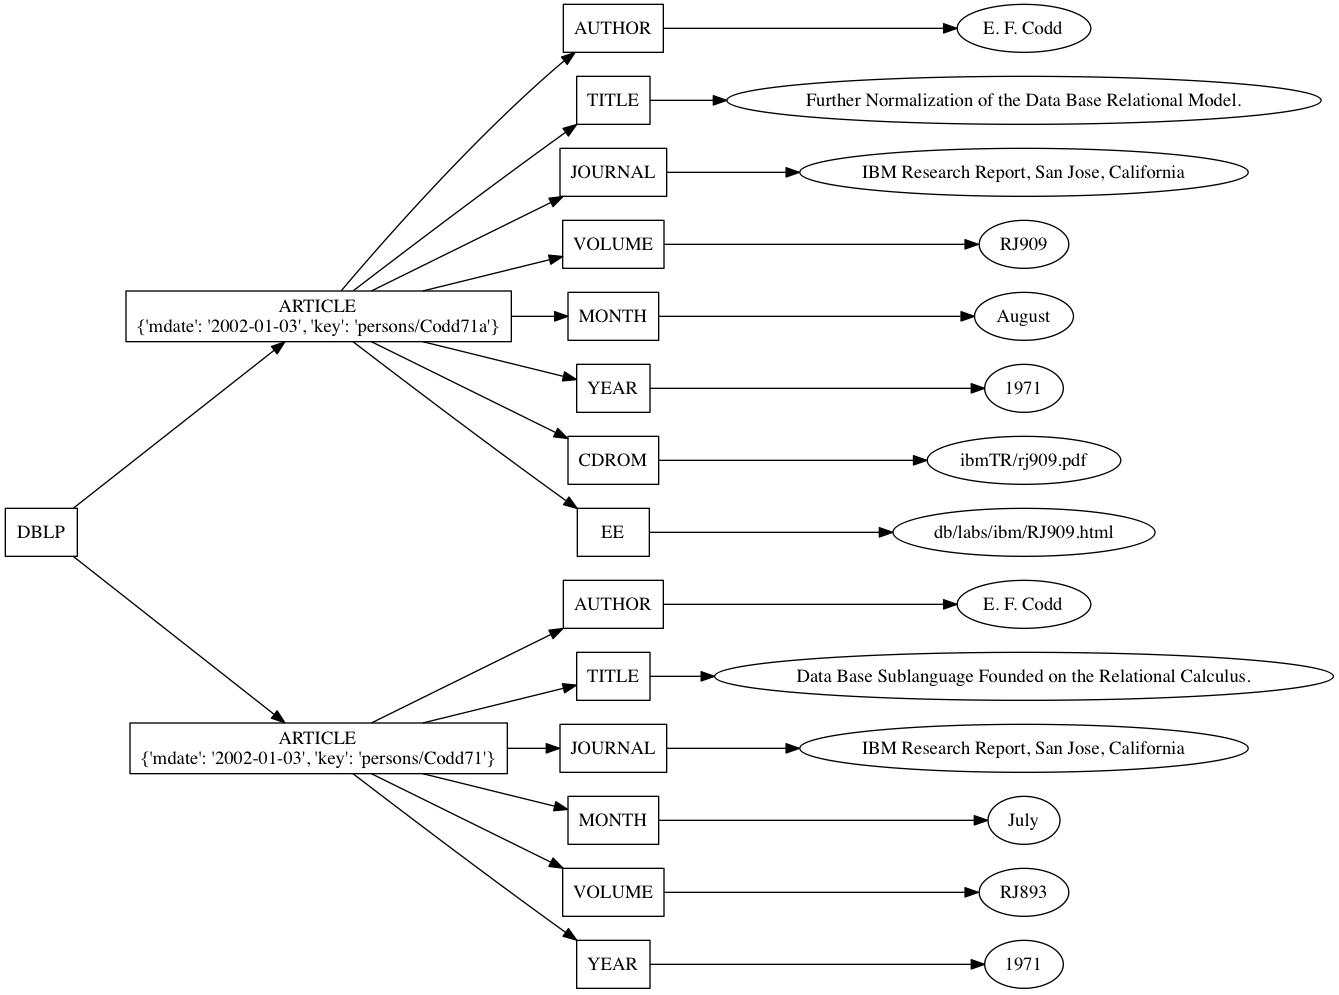 AUTHOR
E. F. Codd
TITLE
Further Normalization of the Data Base Relational Model.
JOURNAL
IBM Research Report, San Jose, California
VOLUME
RJ909
ARTICLE
{'mdate': '2002-01-03', 'key': 'persons/Codd71a'}
MONTH
August
YEAR
1971
CDROM
ibmTR/rj909.pdf
DBLP
EE
db/labs/ibm/RJ909.html
AUTHOR
E. F. Codd
TITLE
Data Base Sublanguage Founded on the Relational Calculus.
ARTICLE
{'mdate': '2002-01-03', 'key': 'persons/Codd71'}
JOURNAL
IBM Research Report, San Jose, California
MONTH
July
VOLUME
RJ893
YEAR
1971